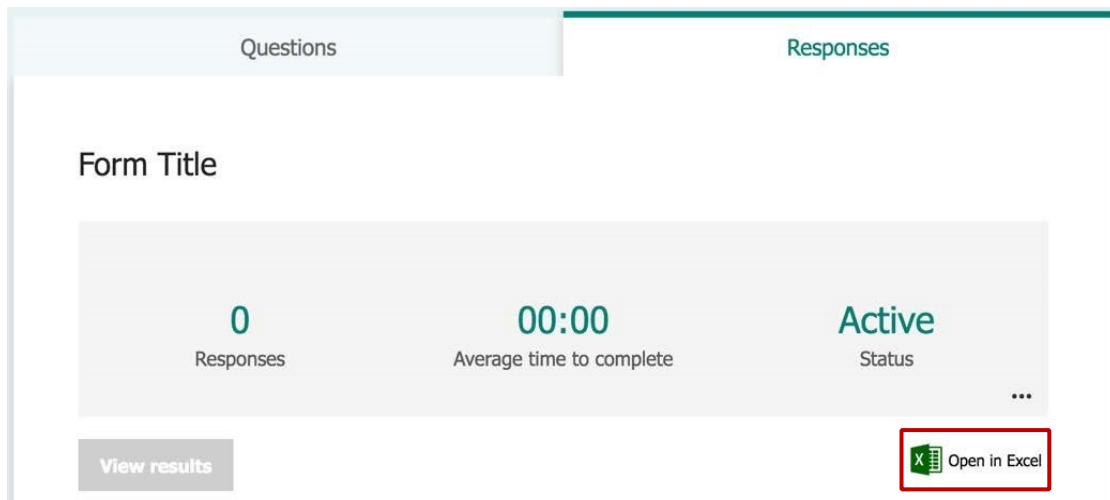 Questions
Responses
Form Title
0
Responses
00:00
Average time to complete
Active
Status
View results
Open in Excel